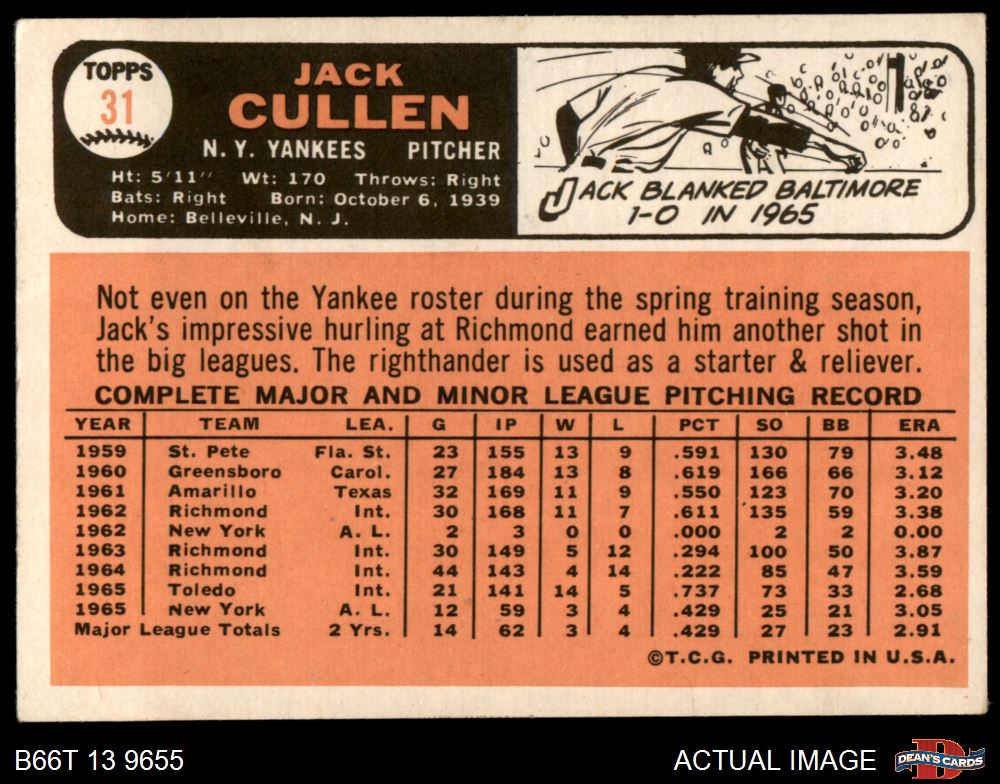 TOPPS
31
JACK
CULLEN
N. Y. YANKEES PITCHER
Ht: 5'11" Wt: 170 Throws: Right
Bats: Right Born: October 6, 1939
Home: Belleville, N. J.
JACK BLANKED BALTIMORE
1-0 IN 1965
Not even on the Yankee roster during the spring training season,
Jack's impressive hurling at Richmond earned him another shot in
the big leagues. The righthander is used as a starter & reliever.
COMPLETE MAJOR AND MINOR LEAGUE PITCHING RECORD
YEAR TEAM LEA. G IP W L PCT SO BB ERA
1959 St. Pete Fla. St. 23 155 13 9 .591 130 79 3.48
1960 Greensboro Carol. 27 184 13 8 .619 166 66 3.12
1961 Amarillo Texas 32 169 11 9 .550 123 70 3.20
1962 Richmond Int. 30 168 11 7 .611 135 59 3.38
1962 New York A. L. 2 3 0 0 .000 2 2 0.00
1963 Richmond Int. 30 149 5 12 .294 100 50 3.87
1964 Richmond Int. 44 143 4 14 .222 85 47 3.59
1965 Toledo Int. 21 141 14 5 .737 73 33 2.68
1965 New York A. L. 12 59 3 4 .429 25 21 3.05
Major League Totals 2 Yrs. 14 62 3 4 .429 27 23 2.91
©T.C.G. PRINTED IN U.S.A.
B66T 13 9655
ACTUAL IMAGE
DEAN'S CARDS